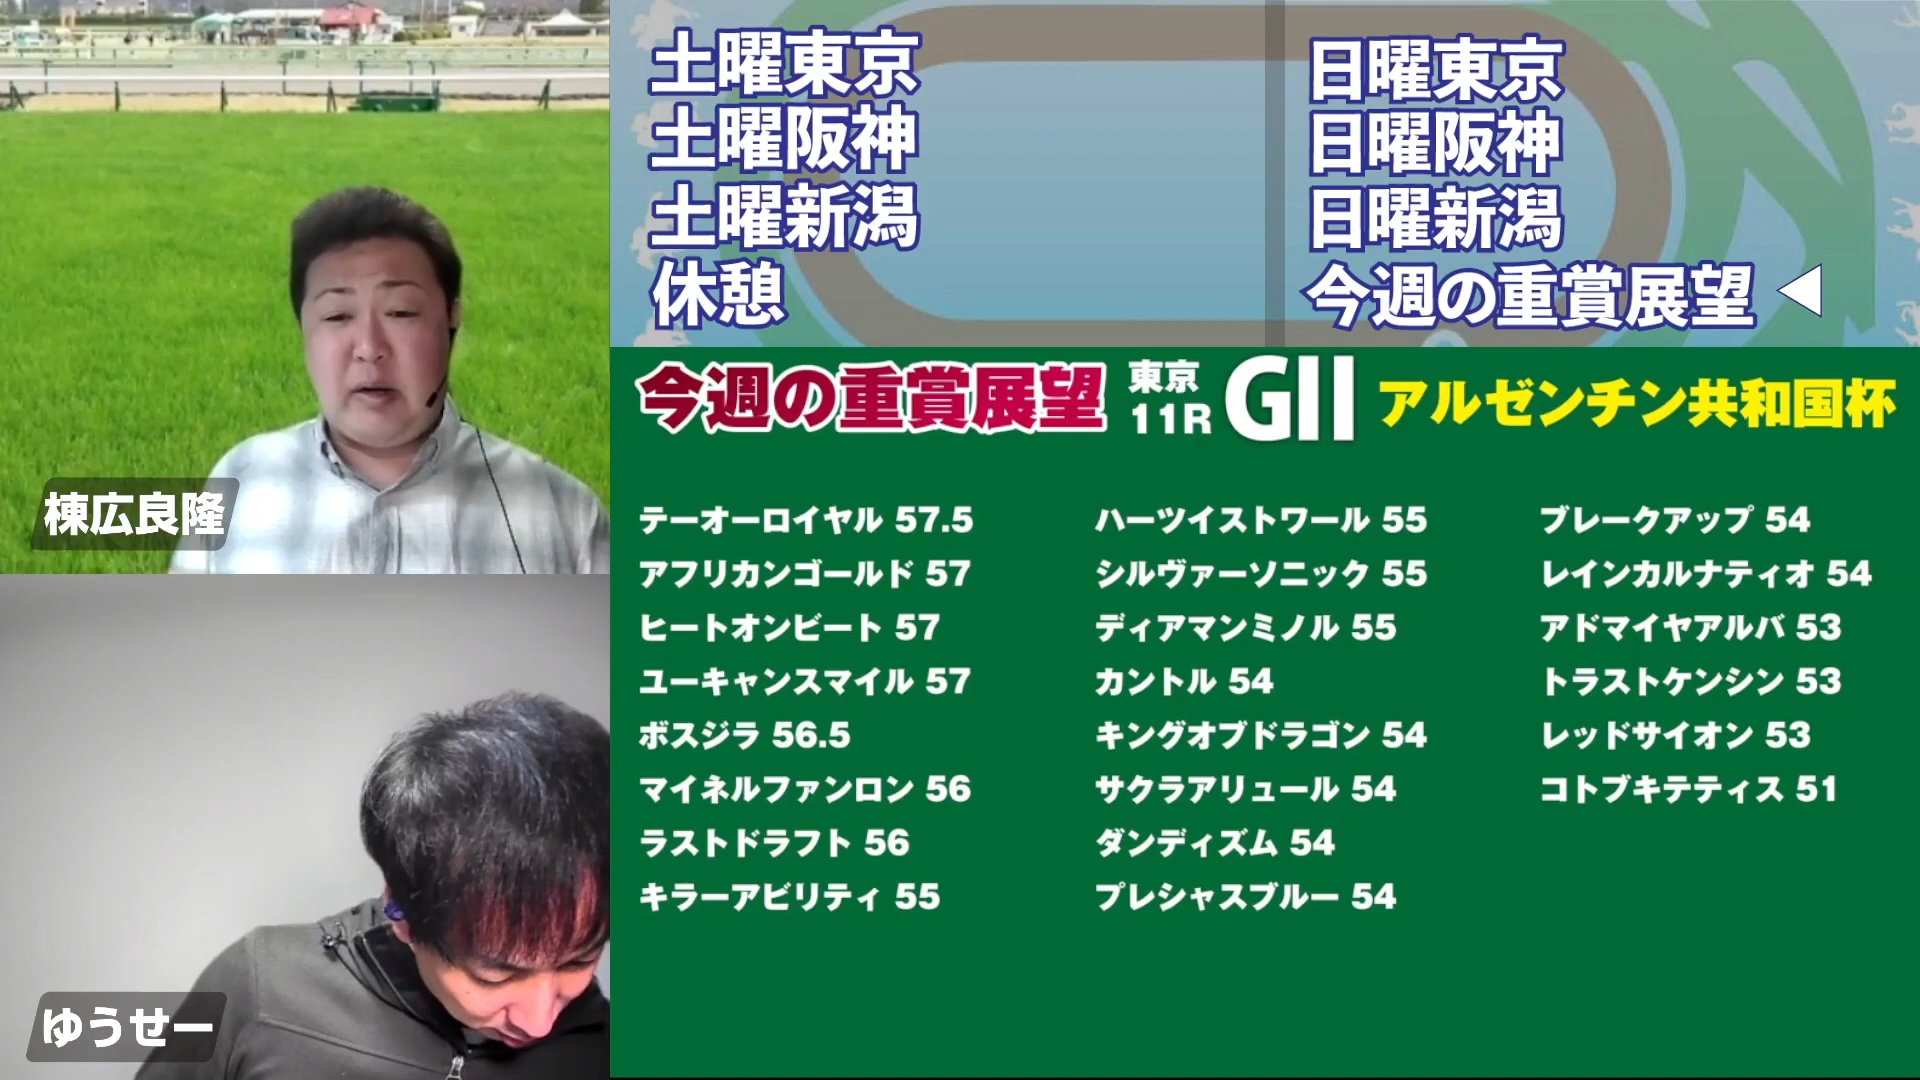 土曜東京
土曜阪神
土曜新潟
休憩
日曜東京
日曜阪神
日曜新潟
今週の重賞展望 ◀
今週の重賞展望 東京 11R GII アルゼンチン共和国杯
テーオーロイヤル 57.5
アフリカンゴールド 57
ヒートオンビート 57
ユーキャンスマイル 57
ボスジラ 56.5
マイネルファンロン 56
ラストドラフト 56
キラーアビリティ 55
ハーツイストワール 55
シルヴァーソニック 55
ディアマンミノル 55
カントル 54
キングオブドラゴン 54
サクラアリュール 54
ダンディズム 54
プレシャスブルー 54
ブレークアップ 54
レインカルナティオ 54
アドマイヤアルバ 53
トラストケンシン 53
レッドサイオン 53
コトブキテティス 51
棟広良隆
ゆうせー